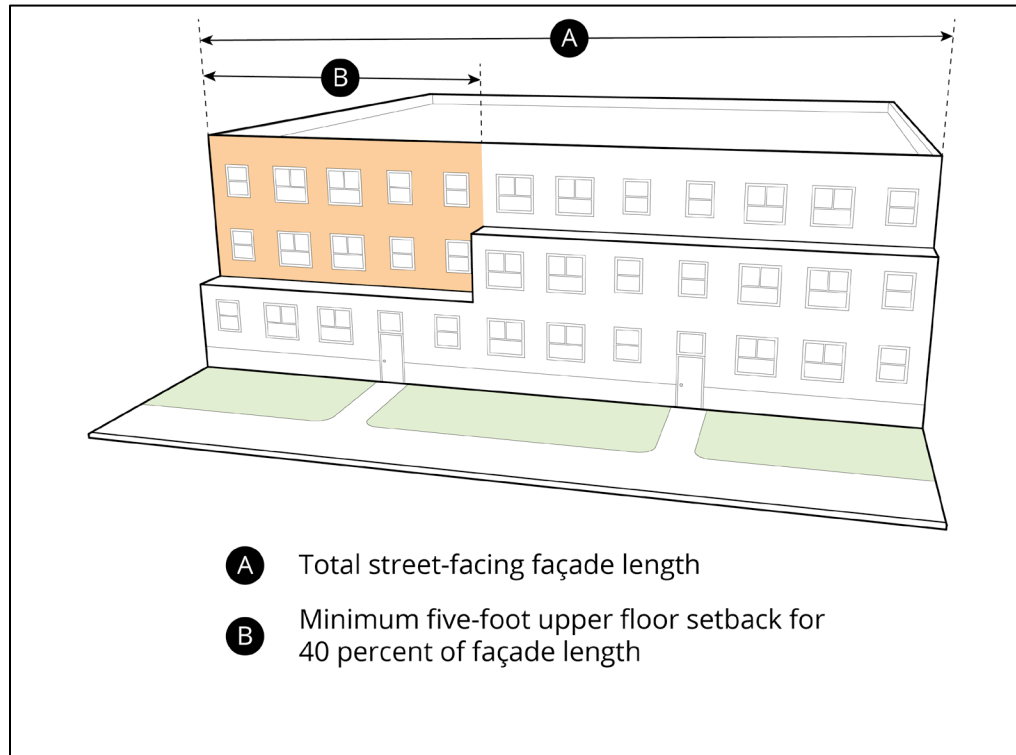 A
B
A Total street-facing façade length
B Minimum five-foot upper floor setback for
40 percent of façade length